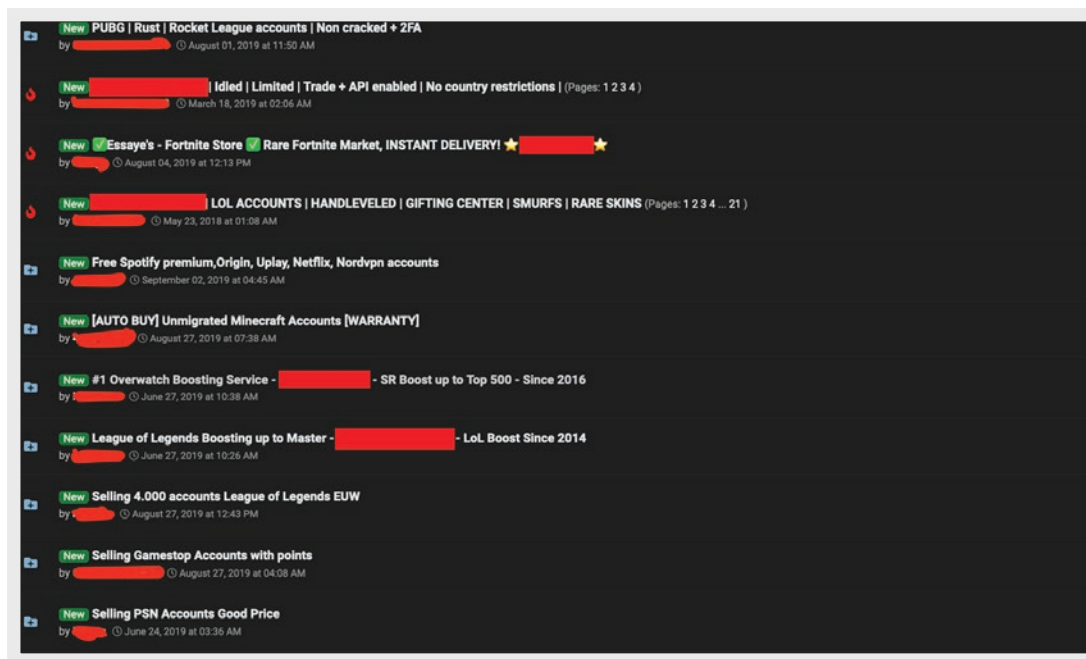 New PUBG | Rust | Rocket League accounts | Non cracked + 2FA
by August 01, 2019 at 11:50 AM
New | Idled | Limited | Trade + API enabled | No country restrictions | (Pages: 1 2 3 4 )
by March 18, 2019 at 02:06 AM
New ✅Essaye's - Fortnite Store ✅ Rare Fortnite Market, INSTANT DELIVERY! ⭐ ⭐
by August 04, 2019 at 12:13 PM
New | LOL ACCOUNTS | HANDLEVELED | GIFTING CENTER | SMURFS | RARE SKINS (Pages: 1 2 3 4 ... 21 )
by May 23, 2018 at 01:08 AM
New Free Spotify premium,Origin, Uplay, Netflix, Nordvpn accounts
by September 02, 2019 at 04:45 AM
New [AUTO BUY] Unmigrated Minecraft Accounts [WARRANTY]
by August 27, 2019 at 07:38 AM
New #1 Overwatch Boosting Service - - SR Boost up to Top 500 - Since 2016
by June 27, 2019 at 10:38 AM
New League of Legends Boosting up to Master - - LoL Boost Since 2014
by June 27, 2019 at 10:26 AM
New Selling 4.000 accounts League of Legends EUW
by August 27, 2019 at 12:43 PM
New Selling Gamestop Accounts with points
by August 27, 2019 at 04:08 AM
New Selling PSN Accounts Good Price
by June 24, 2019 at 03:36 AM